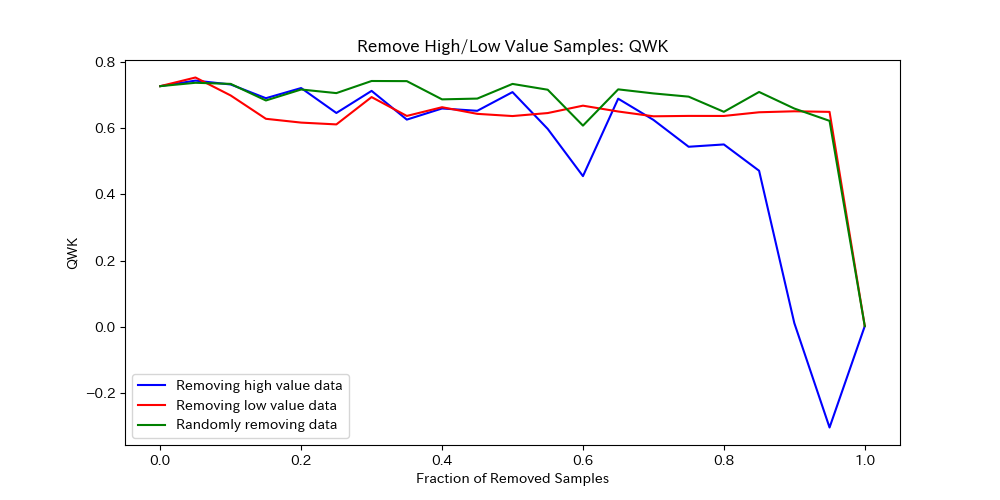 Remove High/Low Value Samples: QWK
QWK
0.8
0.6
0.4
0.2
0.0
−0.2
Removing high value data
Removing low value data
Randomly removing data
0.0 0.2 0.4 0.6 0.8 1.0
Fraction of Removed Samples